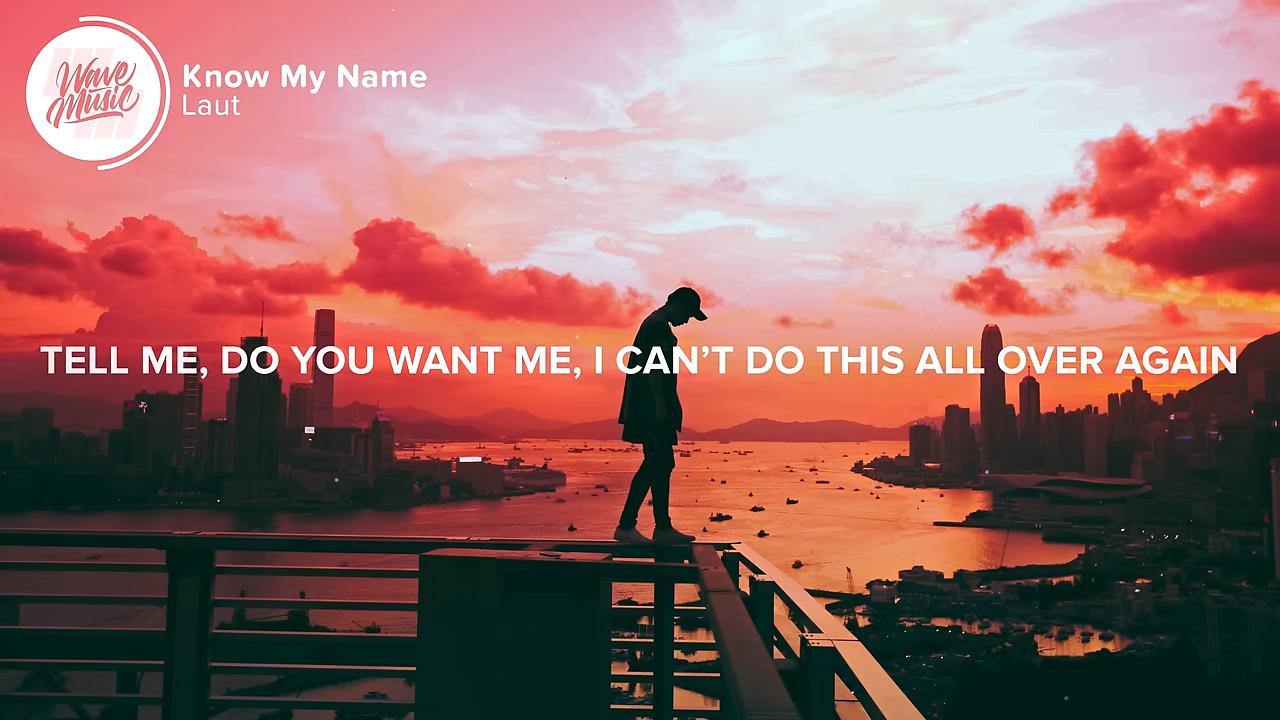 Wave
Music
Know My Name
Laut
TELL ME, DO YOU WANT ME, I CAN’T DO THIS ALL OVER AGAIN